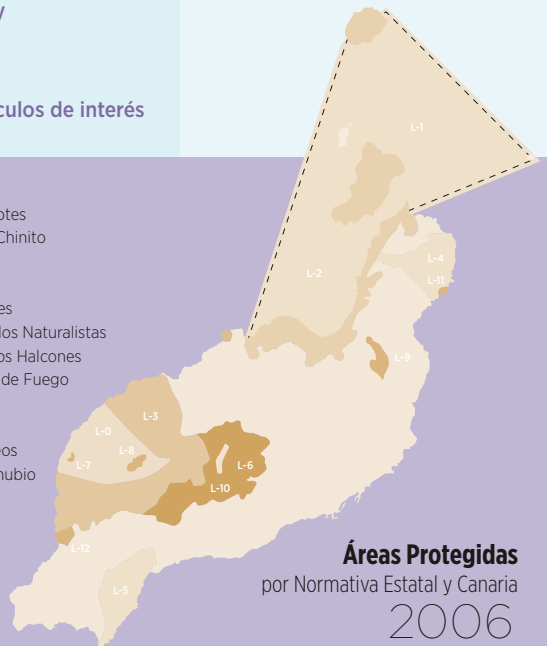 y
culos de interés
otes
Chinito
es
los Naturalistas
os Halcones
de Fuego
os
nubio
L-1
L-2
L-4
L-11
L-9
L-3
L-0
L-8
L-7
L-6
L-10
L-12
L-5
Áreas Protegidas
por Normativa Estatal y Canaria
2006